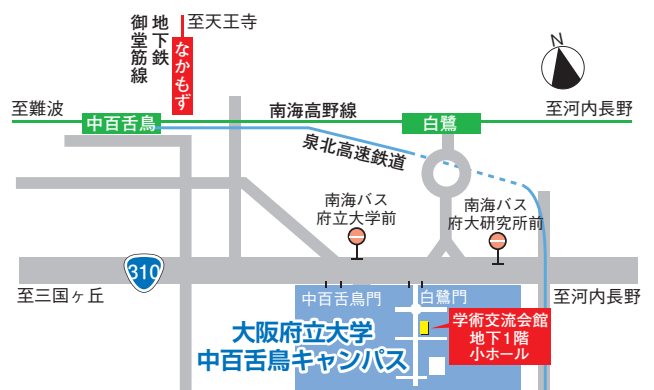 地下鉄
御堂筋線
至天王寺
なかもず
N
至難波
中百舌鳥
南海高野線
白鷺
至河内長野
泉北高速鉄道
南海バス
府立大学前
南海バス
府大研究所前
310
至三国ヶ丘
中百舌鳥門
白鷺門
至河内長野
大阪府立大学
中百舌鳥キャンパス
学術交流会館
地下1階
小ホール